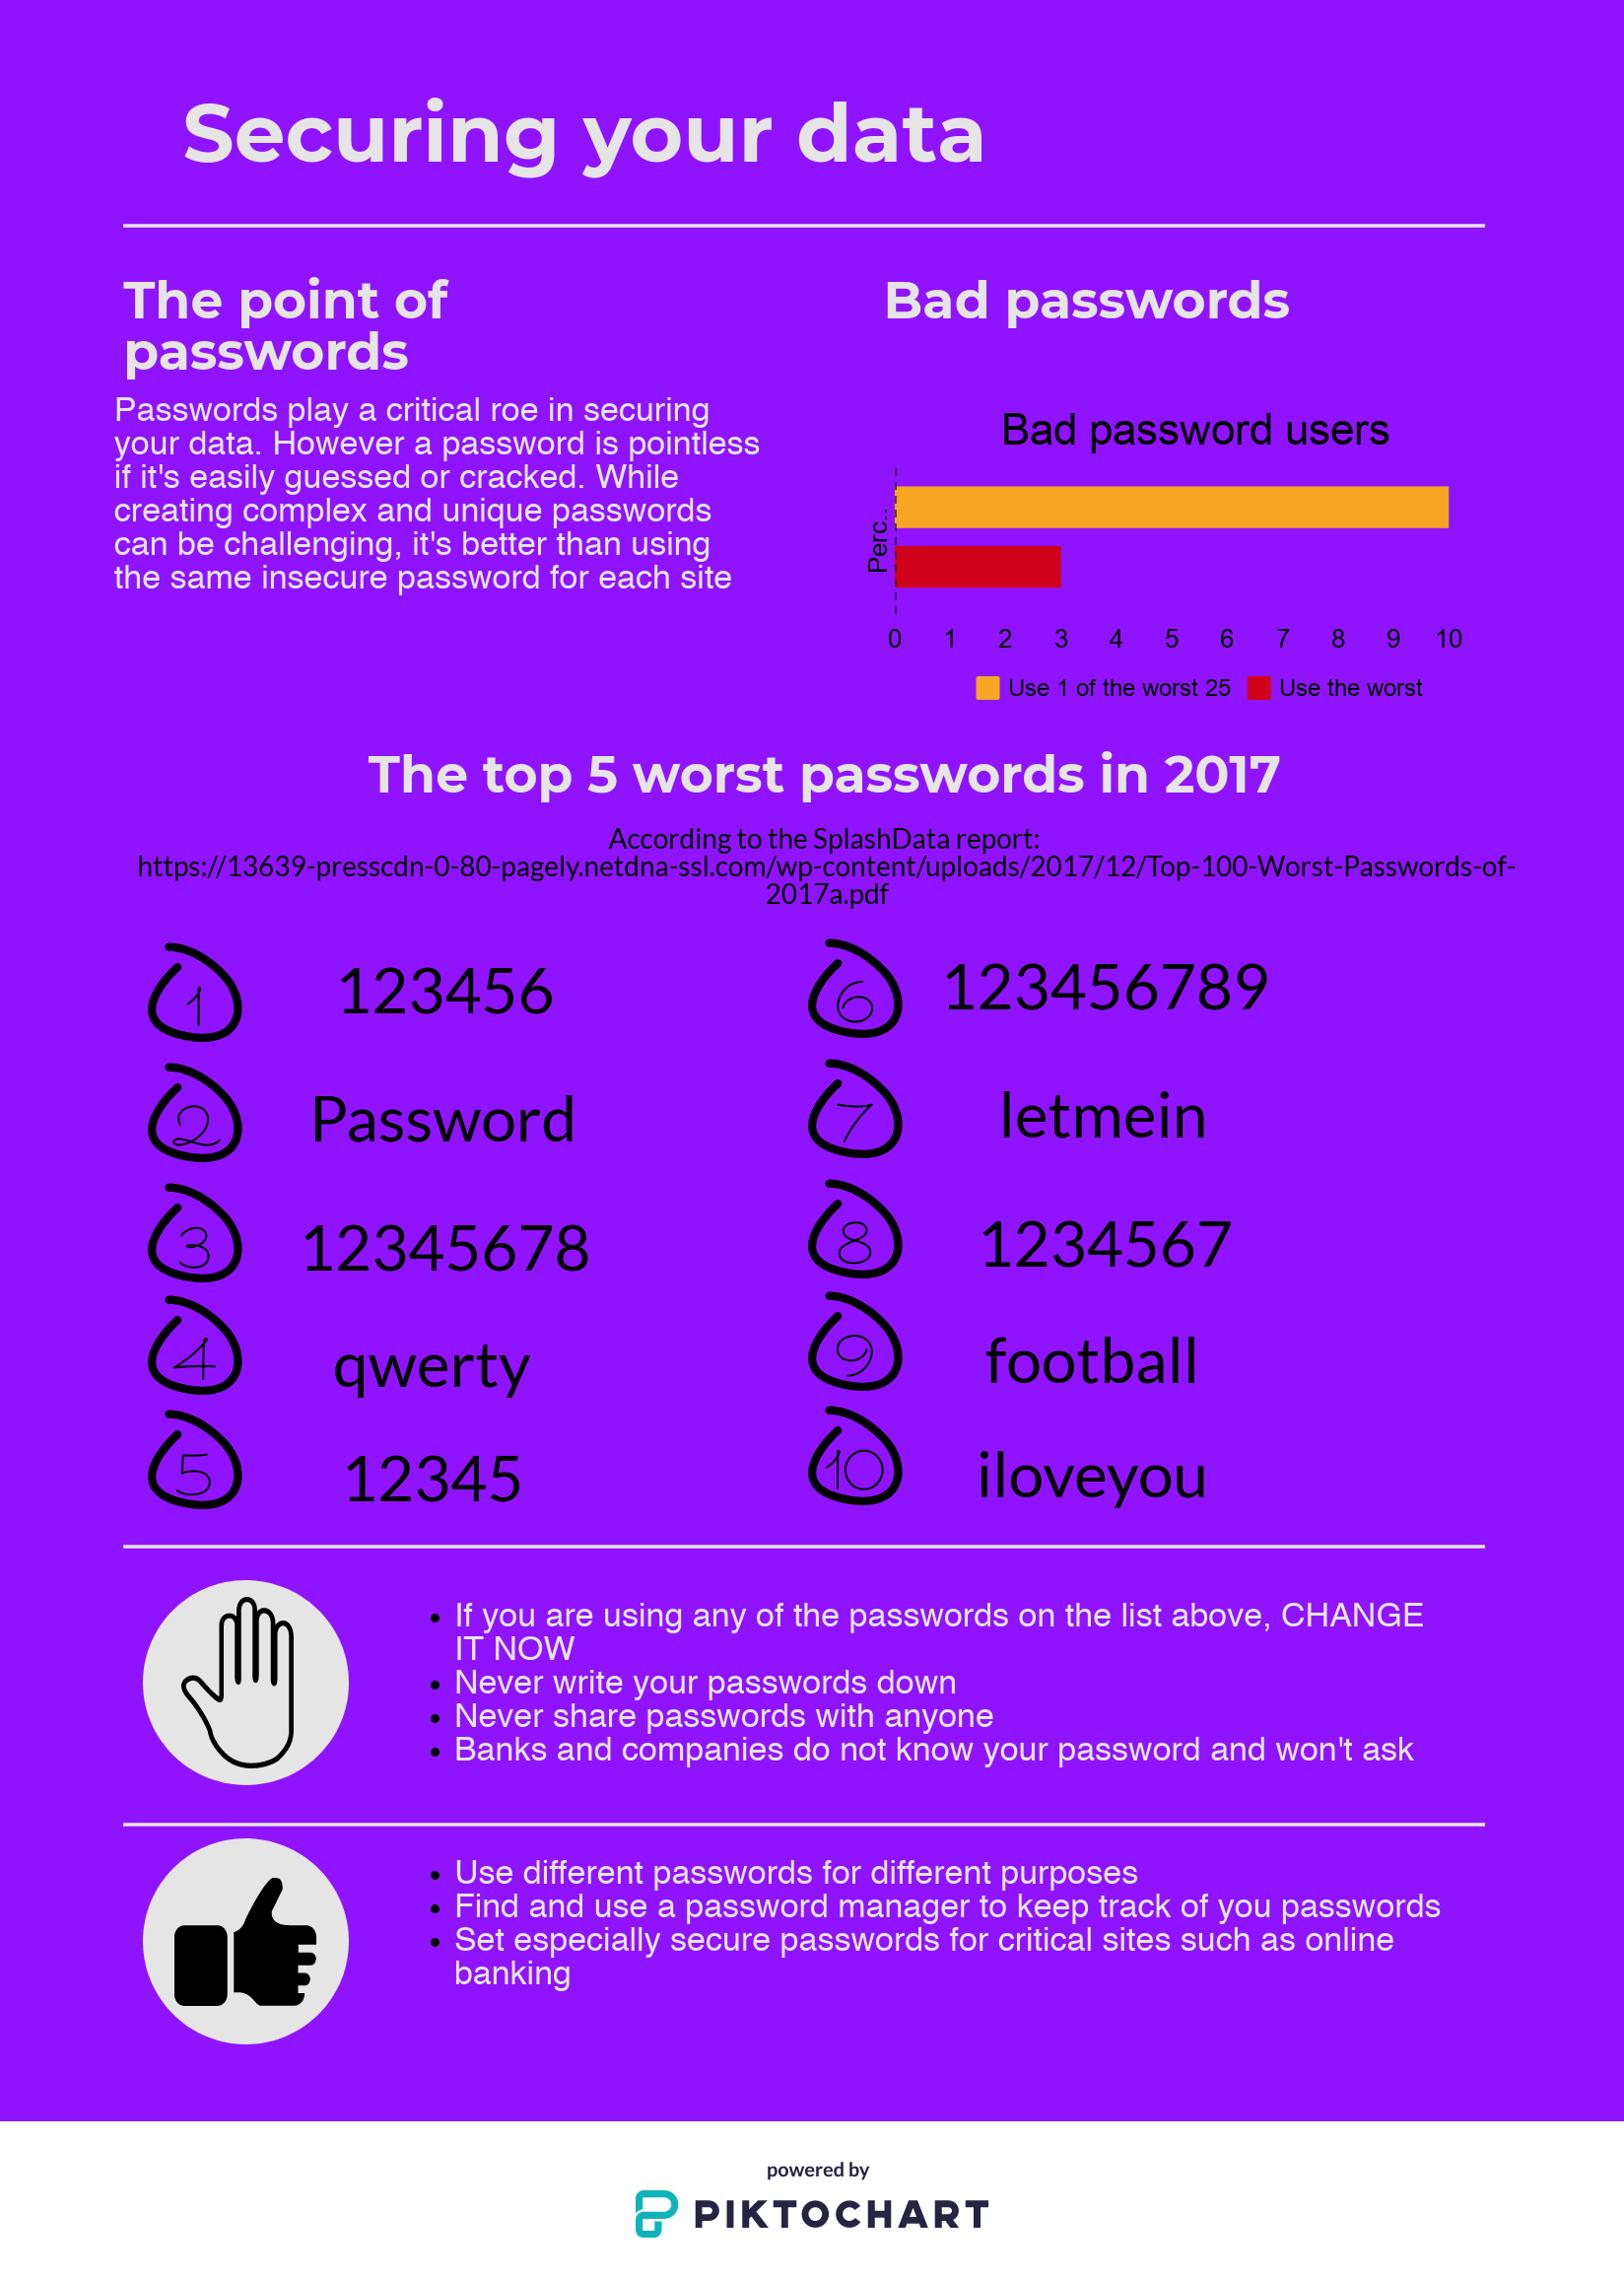 Securing your data
The point of
passwords
Passwords play a critical roe in securing
your data. However a password is pointless
if it's easily guessed or cracked. While
creating complex and unique passwords
can be challenging, it's better than using
the same insecure password for each site
Bad passwords
Bad password users
Perc..
0 1 2 3 4 5 6 7 8 9 10
Use 1 of the worst 25 Use the worst
The top 5 worst passwords in 2017
According to the SplashData report:
https://13639-presscdn-0-80-pagely.netdna-ssl.com/wp-content/uploads/2017/12/Top-100-Worst-Passwords-of-
2017a.pdf
1 123456
2 Password
3 12345678
4 qwerty
5 12345
6 123456789
7 letmein
8 1234567
9 football
10 iloveyou
• If you are using any of the passwords on the list above, CHANGE
IT NOW
• Never write your passwords down
• Never share passwords with anyone
• Banks and companies do not know your password and won't ask
• Use different passwords for different purposes
• Find and use a password manager to keep track of you passwords
• Set especially secure passwords for critical sites such as online
banking
powered by
PIKTOCHART